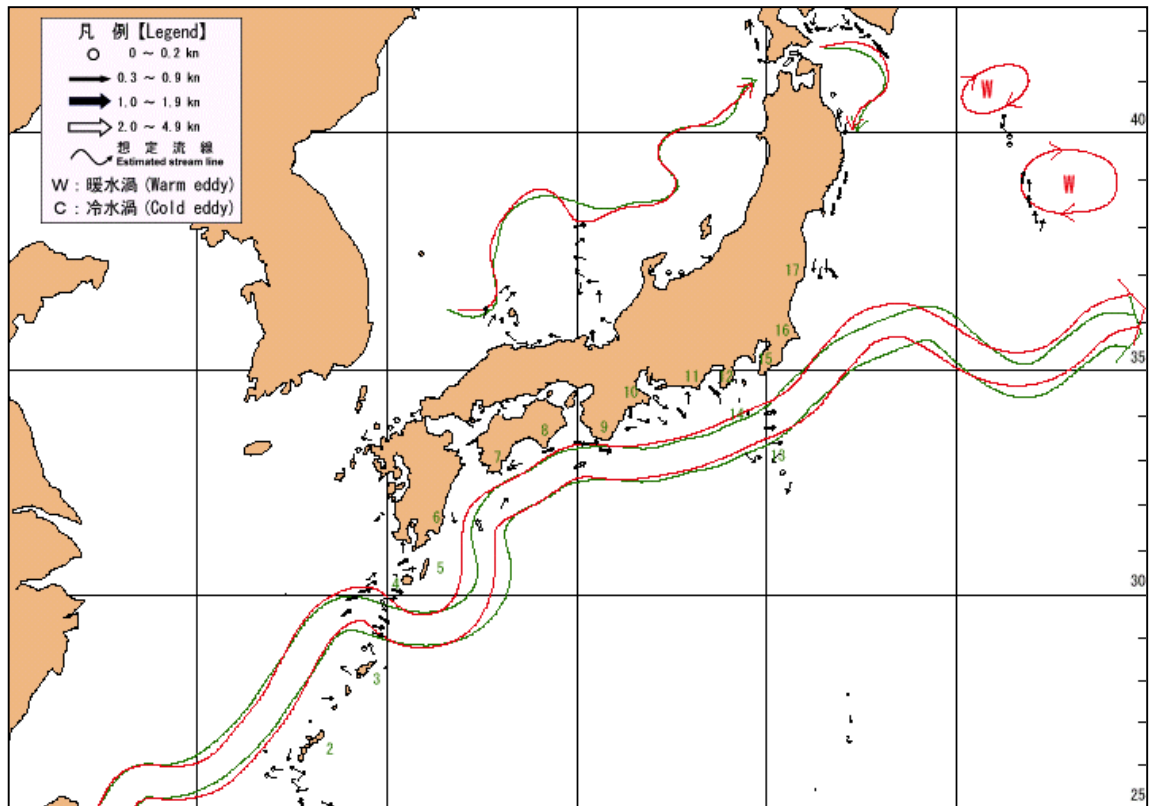 凡 例【Legend】
0 ～ 0.2 kn
0.3 ～ 0.9 kn
1.0 ～ 1.9 kn
2.0 ～ 4.9 kn
想 定 流 線
Estimated stream line
W : 暖水渦 (Warm eddy)
C : 冷水渦 (Cold eddy)
W
40
W
17
16
35
15
12
11
10
14
9
8
7
13
6
5
4
30
3
2
25